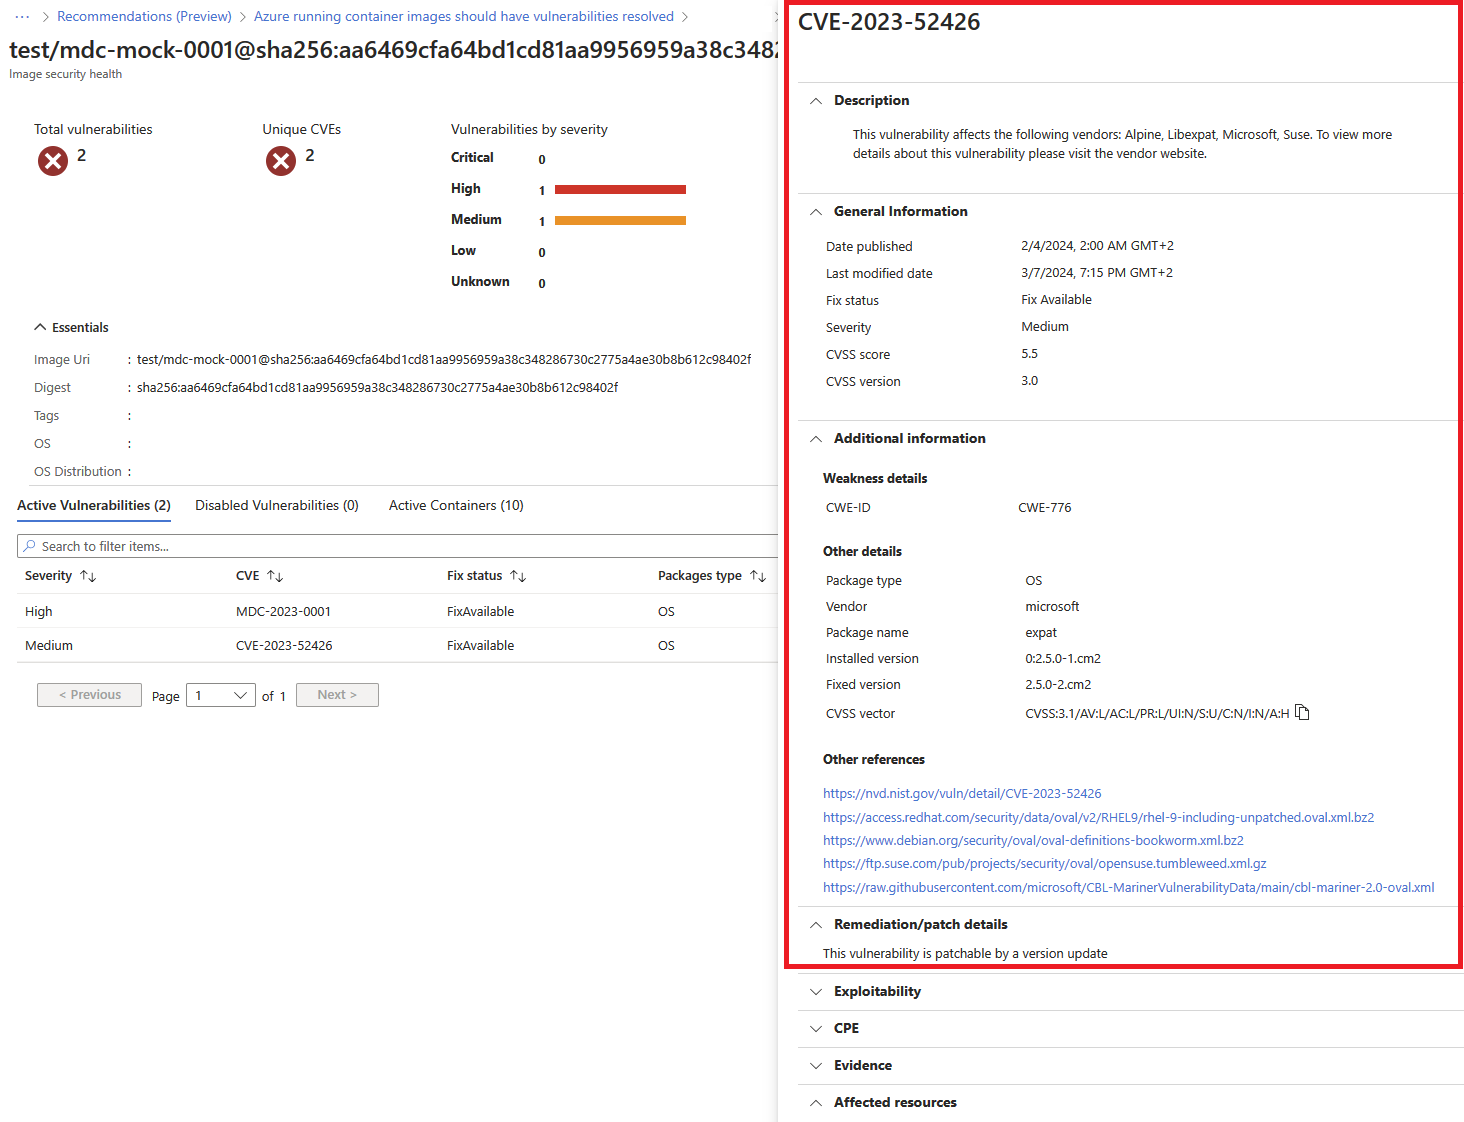 ··· > Recommendations (Preview) > Azure running container images should have vulnerabilities resolved >
test/mdc-mock-0001@sha256:aa6469cfa64bd1cd81aa9956959a38c3482
Image security health
Total vulnerabilities
2
Unique CVEs
2
Vulnerabilities by severity
Critical 0
High 1
Medium 1
Low 0
Unknown 0
Essentials
Image Uri : test/mdc-mock-0001@sha256:aa6469cfa64bd1cd81aa9956959a38c348286730c2775a4ae30b8b612c98402f
Digest : sha256:aa6469cfa64bd1cd81aa9956959a38c348286730c2775a4ae30b8b612c98402f
Tags :
OS :
OS Distribution :
Active Vulnerabilities (2) Disabled Vulnerabilities (0) Active Containers (10)
Search to filter items...
Severity ↑↓ CVE ↑↓ Fix status ↑↓ Packages type ↑↓
High MDC-2023-0001 FixAvailable OS
Medium CVE-2023-52426 FixAvailable OS
< Previous Page 1 of 1 Next >
CVE-2023-52426
Description
This vulnerability affects the following vendors: Alpine, Libexpat, Microsoft, Suse. To view more
details about this vulnerability please visit the vendor website.
General Information
Date published 2/4/2024, 2:00 AM GMT+2
Last modified date 3/7/2024, 7:15 PM GMT+2
Fix status Fix Available
Severity Medium
CVSS score 5.5
CVSS version 3.0
Additional information
Weakness details
CWE-ID CWE-776
Other details
Package type OS
Vendor microsoft
Package name expat
Installed version 0:2.5.0-1.cm2
Fixed version 2.5.0-2.cm2
CVSS vector CVSS:3.1/AV:L/AC:L/PR:L/UI:N/S:U/C:N/I:N/A:H
Other references
https://nvd.nist.gov/vuln/detail/CVE-2023-52426
https://access.redhat.com/security/data/oval/v2/RHEL9/rhel-9-including-unpatched.oval.xml.bz2
https://www.debian.org/security/oval/oval-definitions-bookworm.xml.bz2
https://ftp.suse.com/pub/projects/security/oval/opensuse.tumbleweed.xml.gz
https://raw.githubusercontent.com/microsoft/CBL-MarinerVulnerabilityData/main/cbl-mariner-2.0-oval.xml
Remediation/patch details
This vulnerability is patchable by a version update
Exploitability
CPE
Evidence
Affected resources